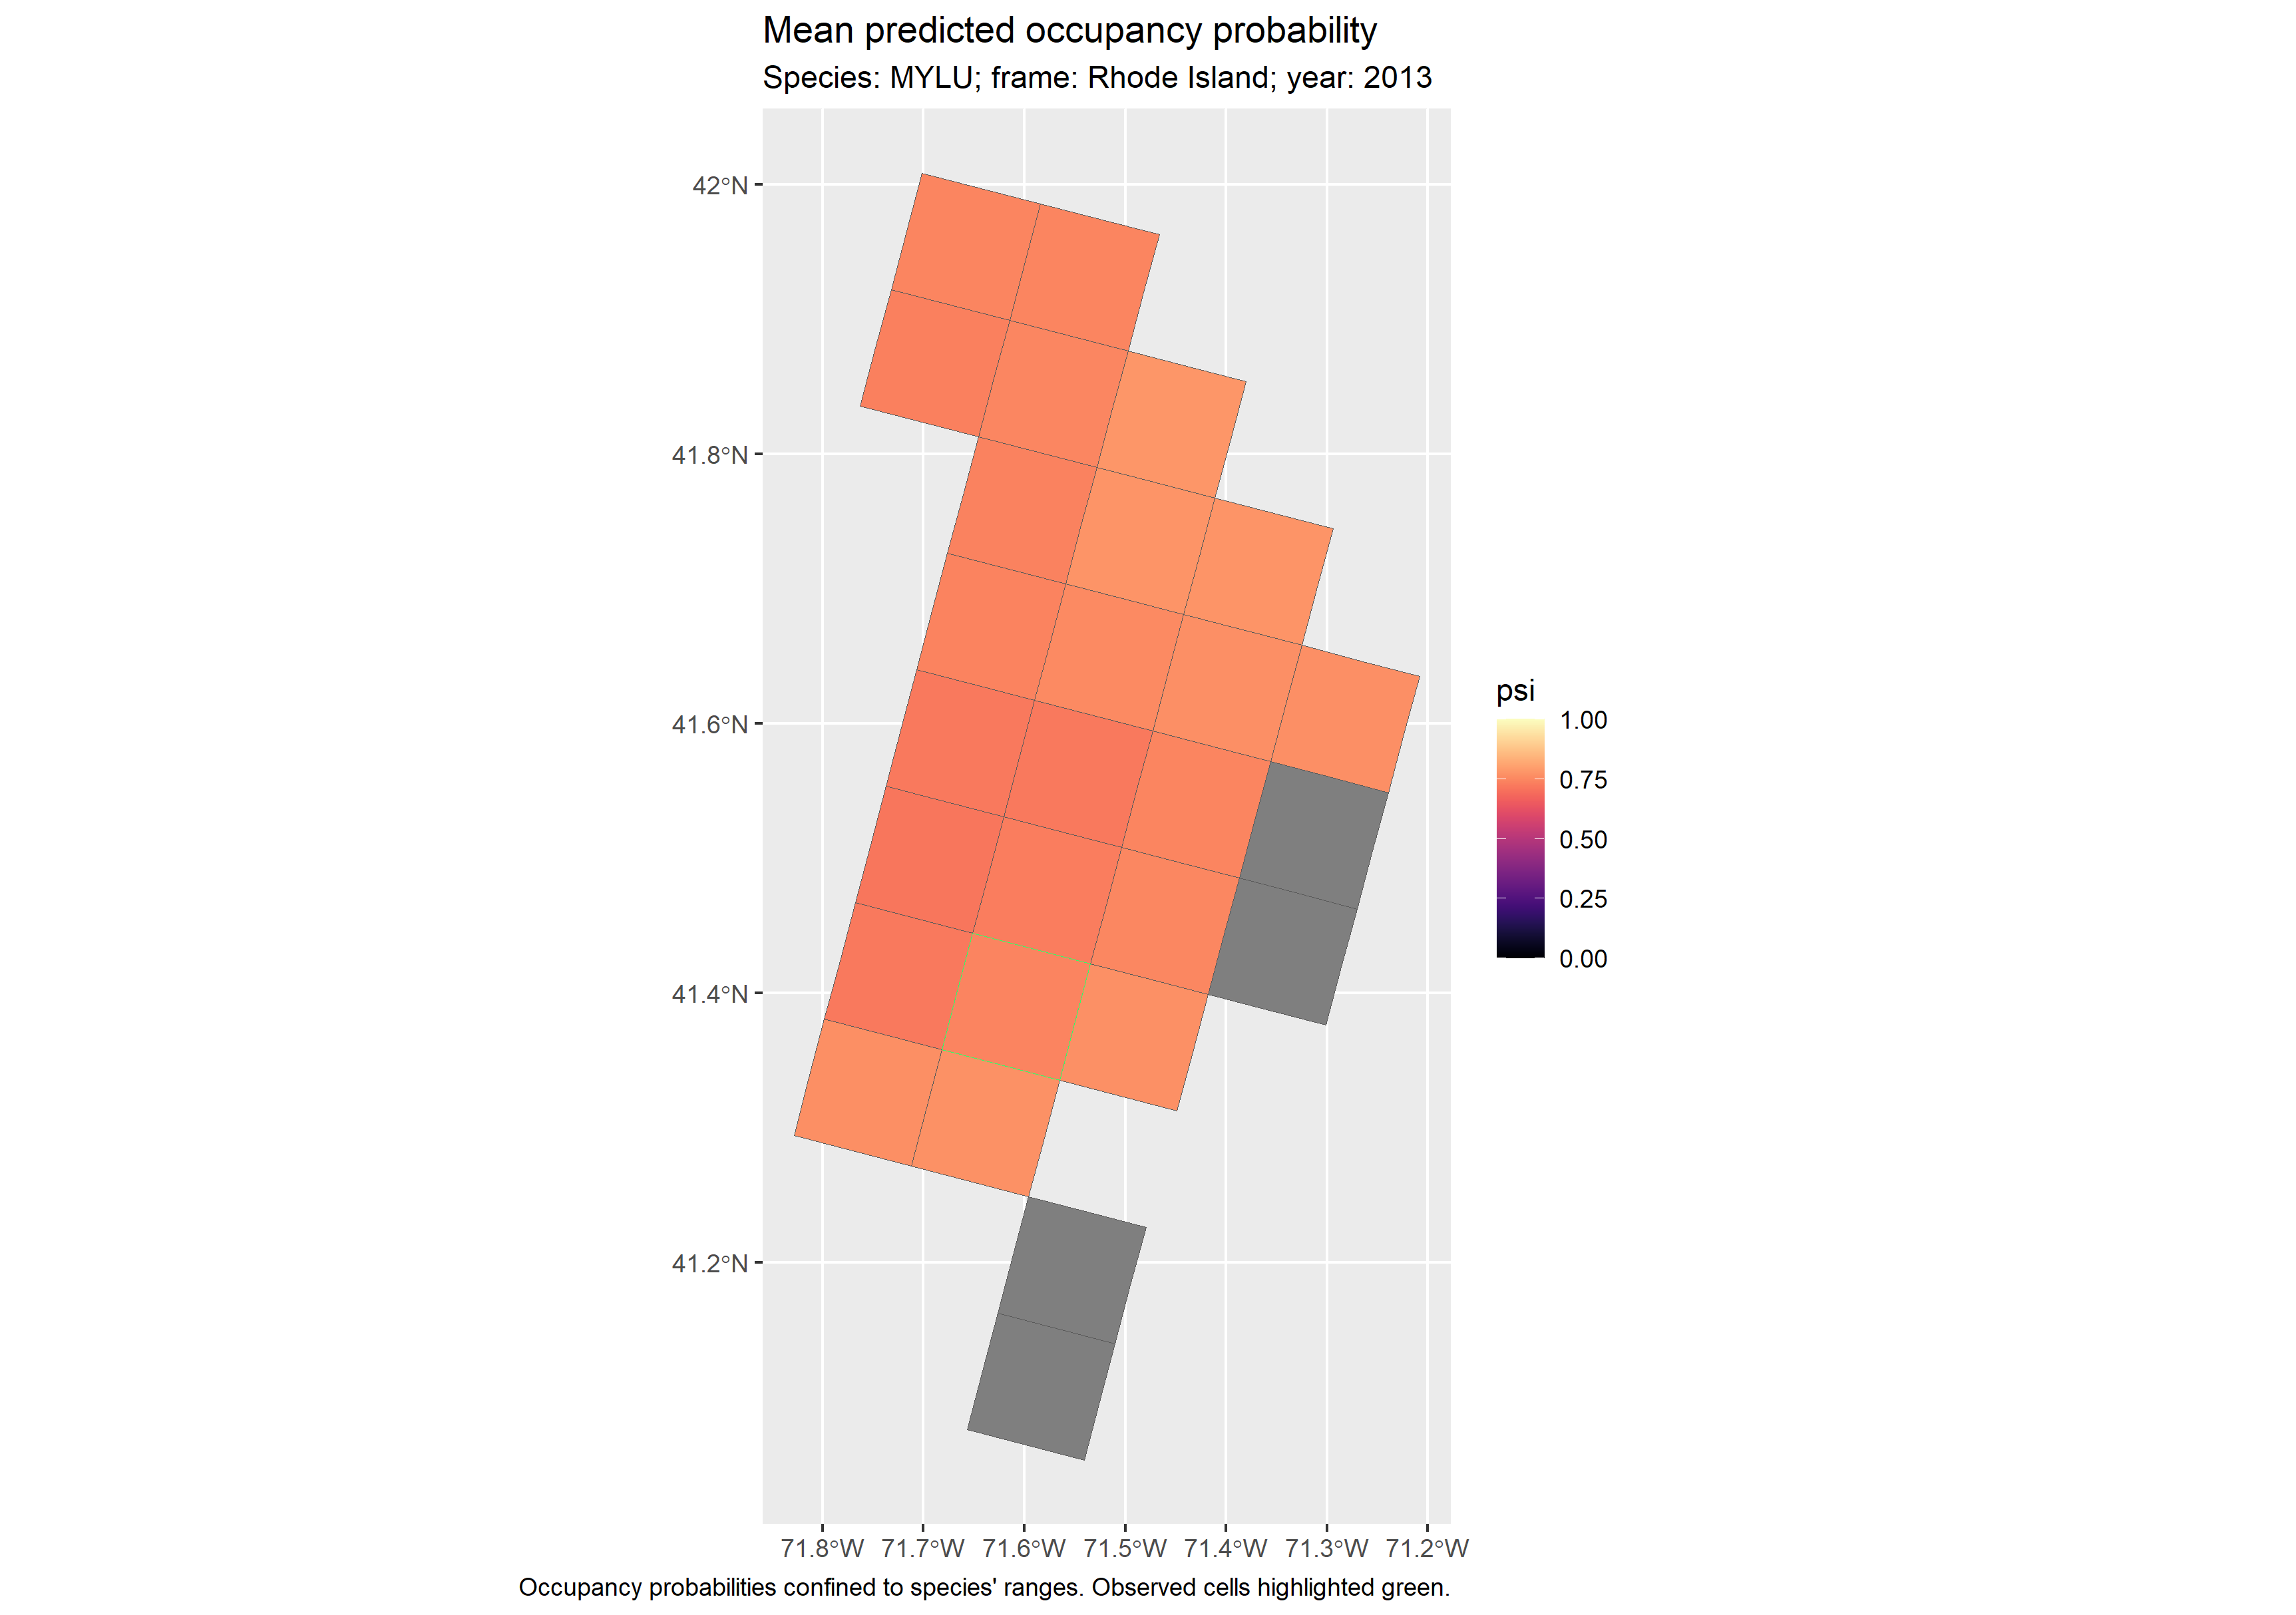 Mean predicted occupancy probability
Species: MYLU; frame: Rhode Island; year: 2013
42°N
41.8°N
41.6°N
41.4°N
41.2°N
psi
1.00
0.75
0.50
0.25
0.00
71.8°W 71.7°W 71.6°W 71.5°W 71.4°W 71.3°W 71.2°W
Occupancy probabilities confined to species' ranges. Observed cells highlighted green.